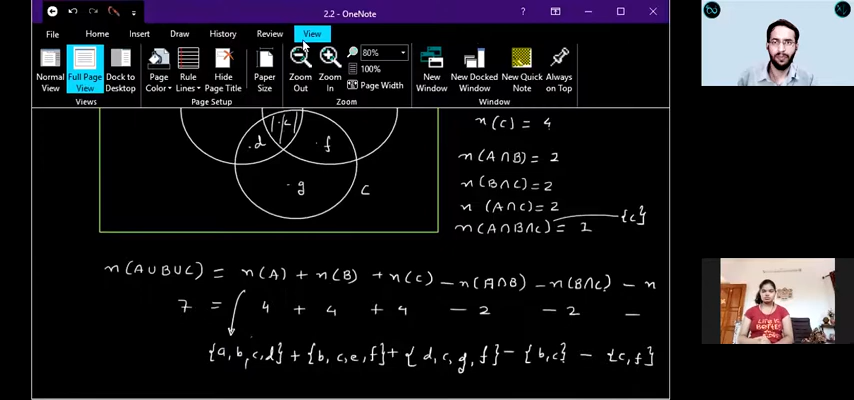 2.2 - OneNote
File Home Insert Draw History Review View
Normal View Full Page View Dock to Desktop Page Color Rule Lines Hide Page Title Paper Size Zoom Out Zoom In 80% 100% Page Width New Window New Docked Window New Quick Note Always on Top
Views Page Setup Zoom Window
c
d f
g C
n(C) = 4
n(A∩B) = 2
n(B∩C) = 2
n(A∩C) = 2
n(A∩B∩C) = 1 {c}
n(A∪B∪C) = n(A) + n(B) + n(C) - n(A∩B) - n(B∩C) - n
7 = 4 + 4 + 4 - 2 - 2 -
{a,b,c,d} + {b,c,e,f} + {d,c,g,f} - {b,c} - {c,f}